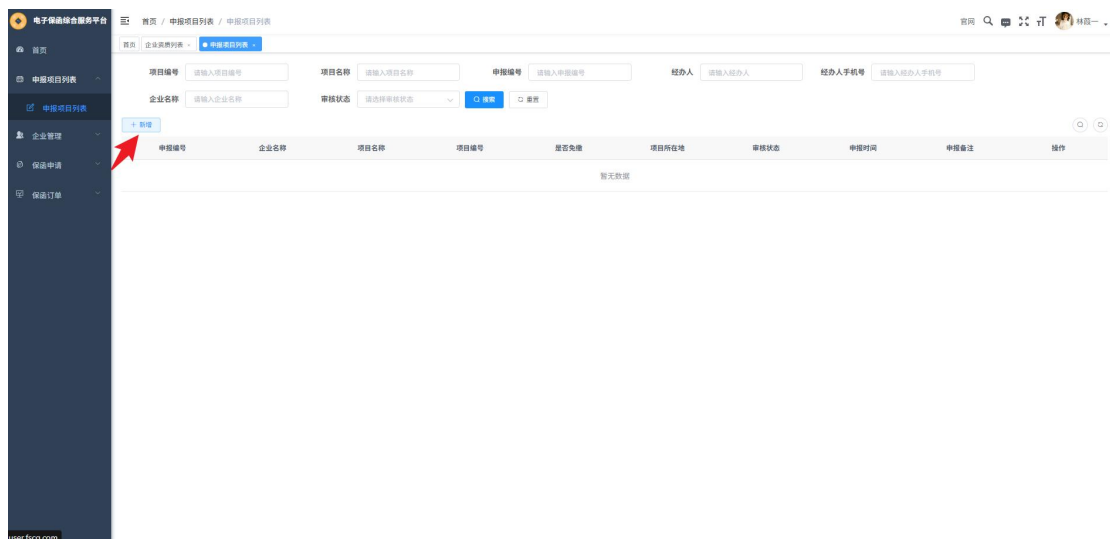 电子保函综合服务平台 首页 / 申报项目列表 / 申报项目列表 官网 林霞一
首页 企业资质列表 × 申报项目列表 ×
首页
申报项目列表
申报项目列表
企业管理
保函申请
保函订单
项目编号 请输入项目编号 项目名称 请输入项目名称 申报编号 请输入申报编号 经办人 请输入经办人 经办人手机号 请输入经办人手机号
企业名称 请输入企业名称 审核状态 请选择审核状态 搜索 重置
+ 新增
申报编号 企业名称 项目名称 项目编号 是否免缴 项目所在地 审核状态 申报时间 申报备注 操作
暂无数据
user.fscg.com